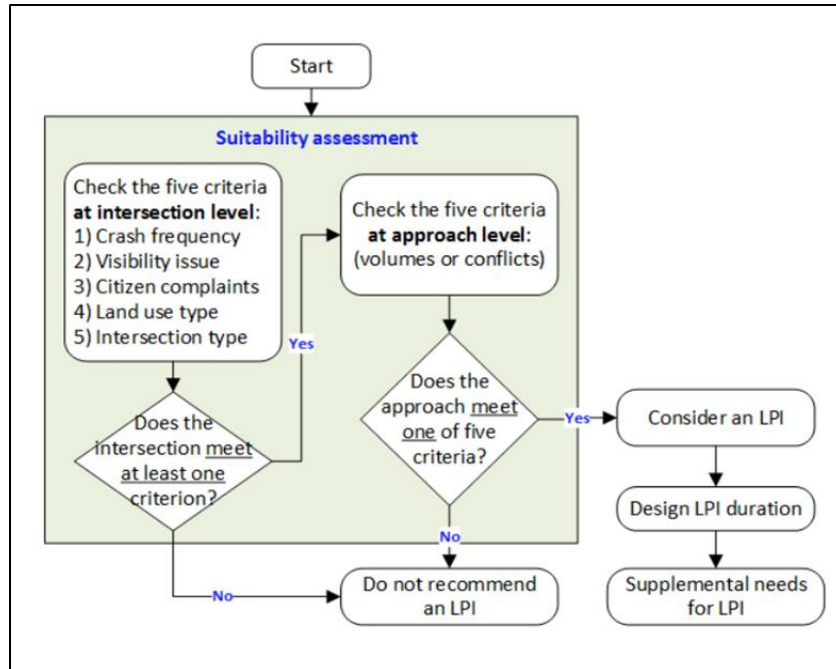 Start
Suitability assessment
Check the five criteria
at intersection level:
1) Crash frequency
2) Visibility issue
3) Citizen complaints
4) Land use type
5) Intersection type
Does the
intersection meet
at least one
criterion?
Yes
No
Check the five criteria
at approach level:
(volumes or conflicts)
Does the
approach meet
one of five
criteria?
Yes
No
Do not recommend
an LPI
Consider an LPI
Design LPI duration
Supplemental needs
for LPI